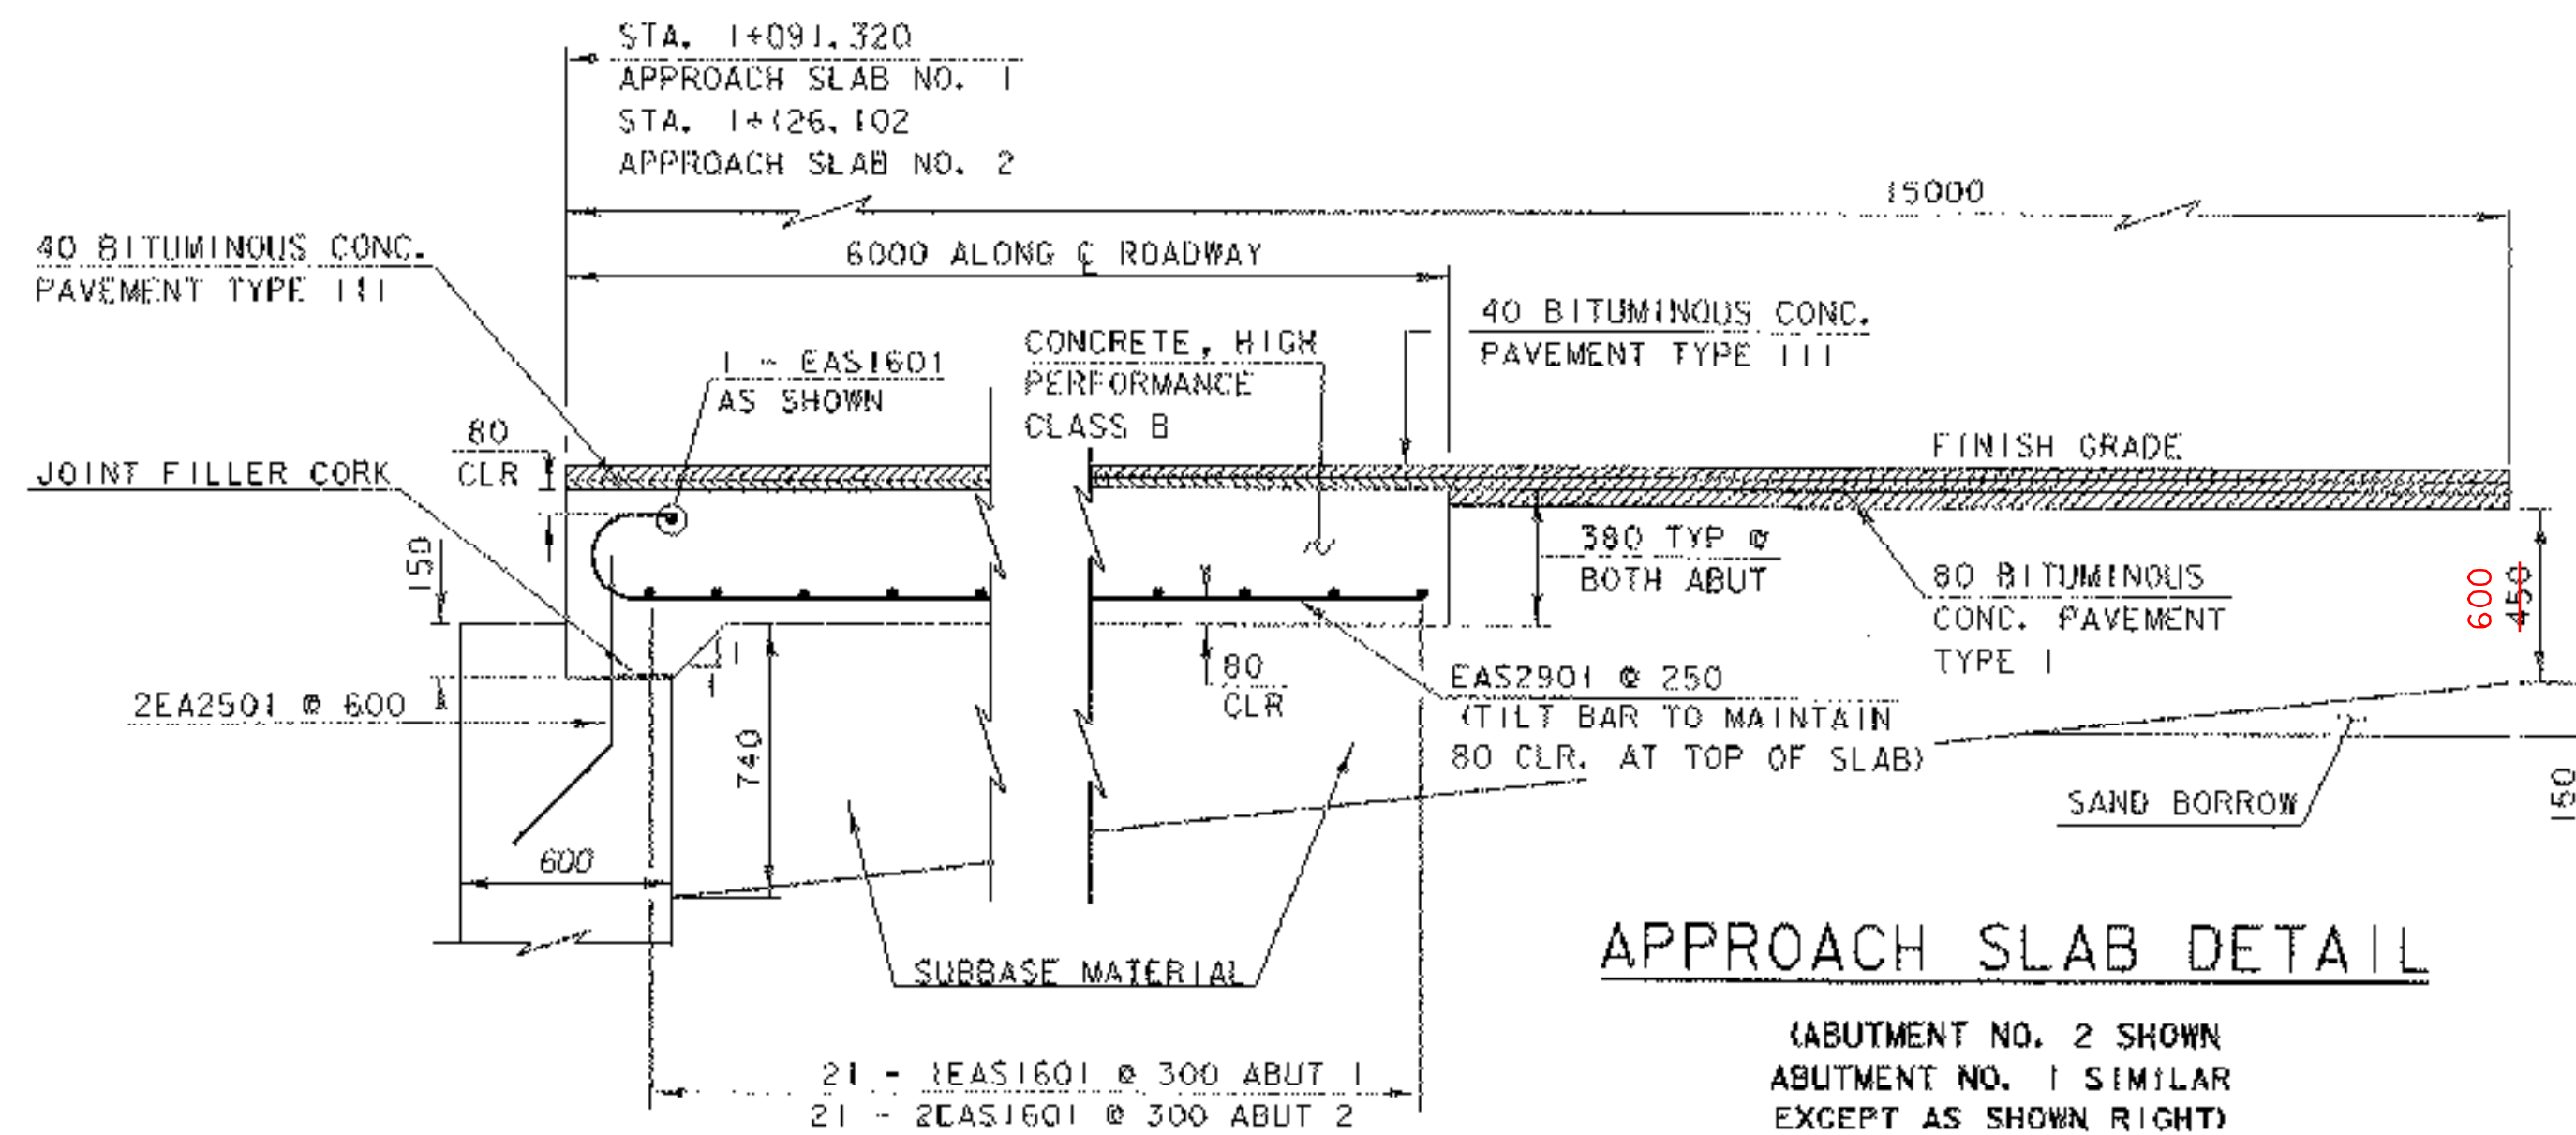 STA. 1+091.320
APPROACH SLAB NO. 1
STA. 1+126.102
APPROACH SLAB NO. 2
15000
40 BITUMINOUS CONC.
PAVEMENT TYPE III
6000 ALONG ℄ ROADWAY
40 BITUMINOUS CONC.
PAVEMENT TYPE III
1 - EAS1601
AS SHOWN
CONCRETE, HIGH
PERFORMANCE
CLASS B
80
CLR
JOINT FILLER CORK
FINISH GRADE
150
380 TYP @
BOTH ABUT
80 BITUMINOUS
CONC. PAVEMENT
TYPE I
600
450
1
1
80
CLR
EAS2901 @ 250
(TILT BAR TO MAINTAIN
80 CLR. AT TOP OF SLAB)
2EA2501 @ 600
740
SAND BORROW
150
600
SUBBASE MATERIAL
APPROACH SLAB DETAIL
(ABUTMENT NO. 2 SHOWN
ABUTMENT NO. 1 SIMILAR
EXCEPT AS SHOWN RIGHT)
21 - 1EAS1601 @ 300 ABUT 1
21 - 2EAS1601 @ 300 ABUT 2